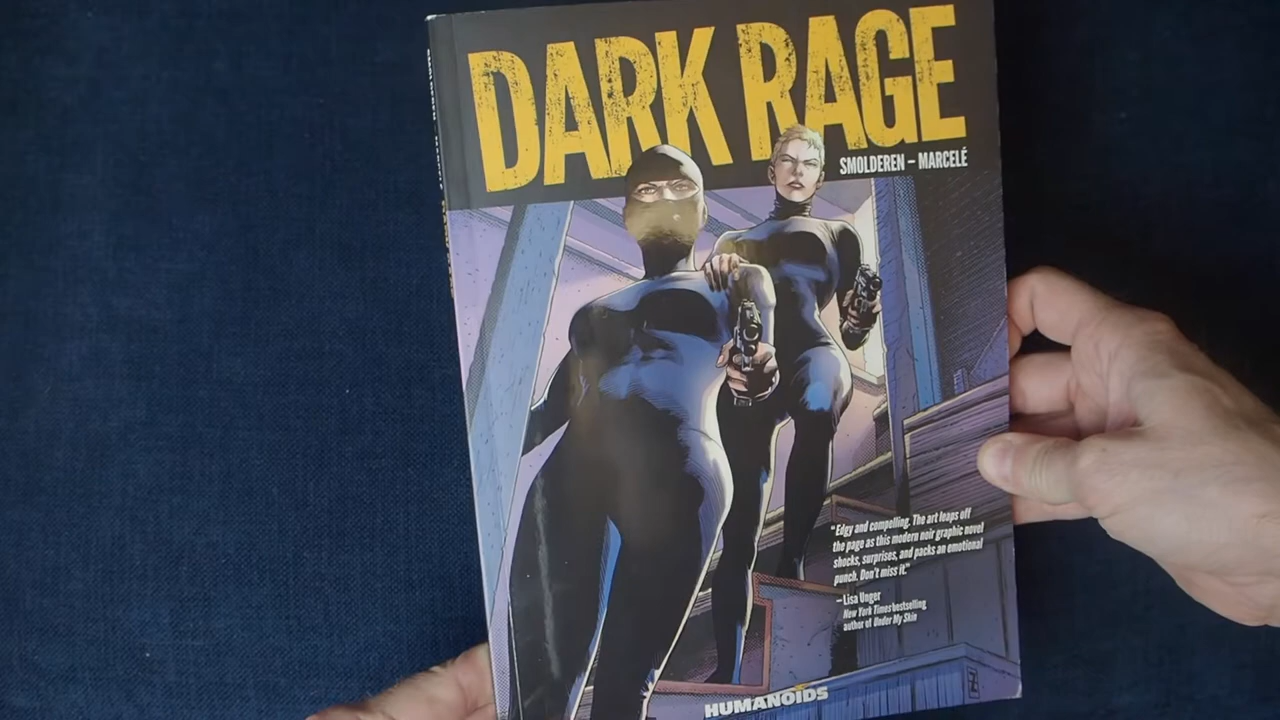 DARK RAGE
SMOLDEREN – MARCELÉ
“Edgy and compelling. The art leaps off
the page as this modern noir graphic novel
shocks, surprises, and packs an emotional
punch. Don’t miss it.”
—Lisa Unger
New York Times bestselling
author of Under My Skin
HUMANOIDS